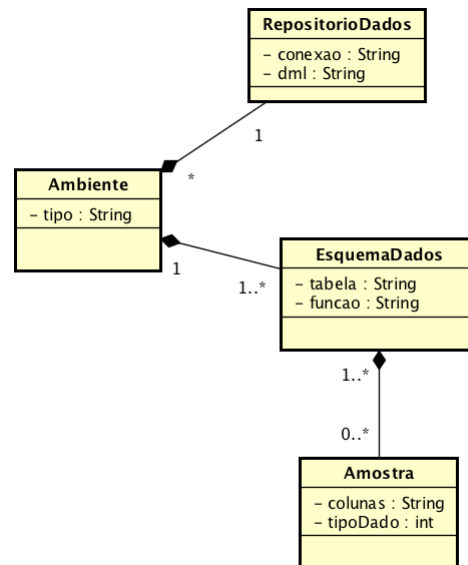 RepositorioDados
- conexao : String
- dml : String
1
*
Ambiente
- tipo : String
1
1..*
EsquemaDados
- tabela : String
- funcao : String
1..*
0..*
Amostra
- colunas : String
- tipoDado : int